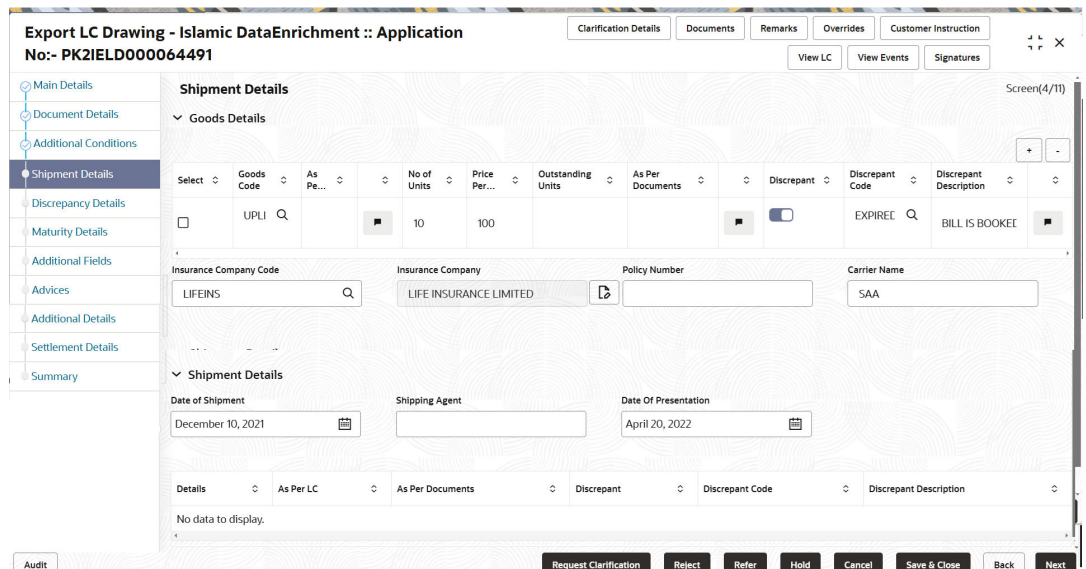 Export LC Drawing - Islamic DataEnrichment :: Application
No:- PK2IELD000064491
Clarification Details Documents Remarks Overrides Customer Instruction
View LC View Events Signatures
Main Details
Document Details
Additional Conditions
Shipment Details
Discrepancy Details
Maturity Details
Additional Fields
Advices
Additional Details
Settlement Details
Summary
Shipment Details Screen(4/11)
Goods Details
+ -
Select Goods Code As Pe... No of Units Price Per... Outstanding Units As Per Documents Discrepant Discrepant Code Discrepant Description
UPLI 10 100 EXPIRED BILL IS BOOKED
Insurance Company Code Insurance Company Policy Number Carrier Name
LIFEINS LIFE INSURANCE LIMITED SAA
Shipment Details
Date of Shipment Shipping Agent Date Of Presentation
December 10, 2021 April 20, 2022
Details As Per LC As Per Documents Discrepant Discrepant Code Discrepant Description
No data to display.
Audit Request Clarification Reject Refer Hold Cancel Save & Close Back Next